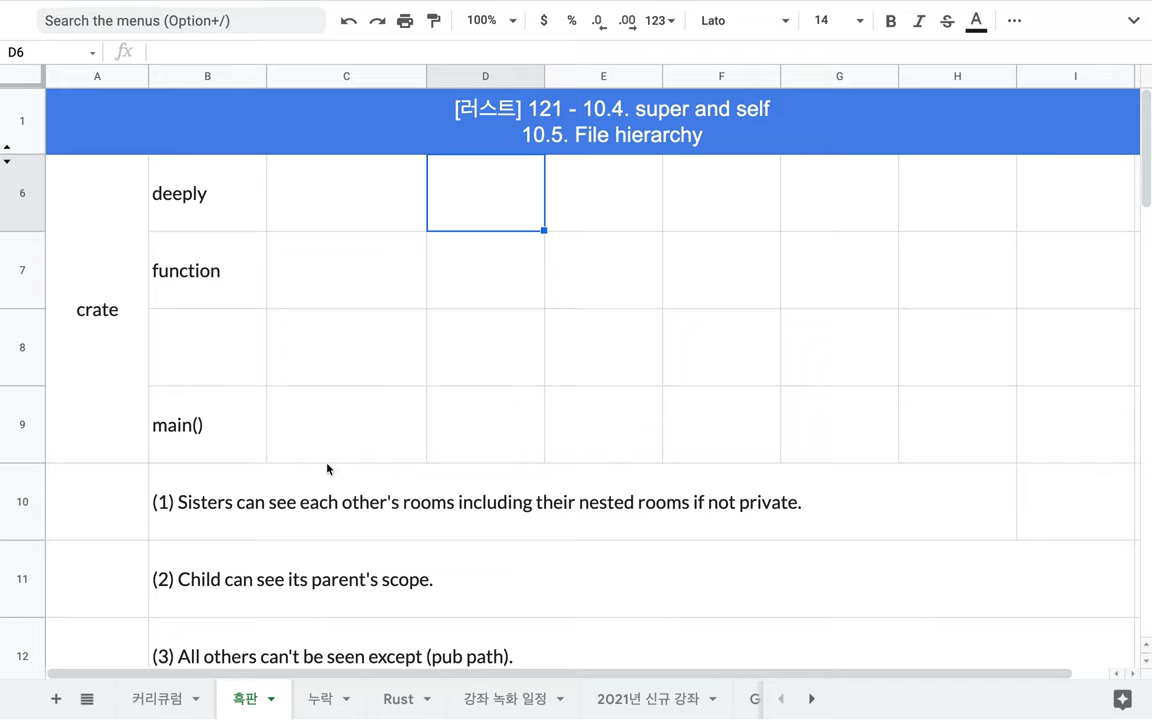 Search the menus (Option+/)
100%
$
%
.0
.00
123
Lato
14
B
I
S
A
D6
fx
A
B
C
D
E
F
G
H
I
1
[러스트] 121 - 10.4. super and self
10.5. File hierarchy
6
deeply
7
function
crate
8
9
main()
10
(1) Sisters can see each other's rooms including their nested rooms if not private.
11
(2) Child can see its parent's scope.
12
(3) All others can't be seen except (pub path).
커리큘럼
흑판
누락
Rust
강좌 녹화 일정
2021년 신규 강좌
G